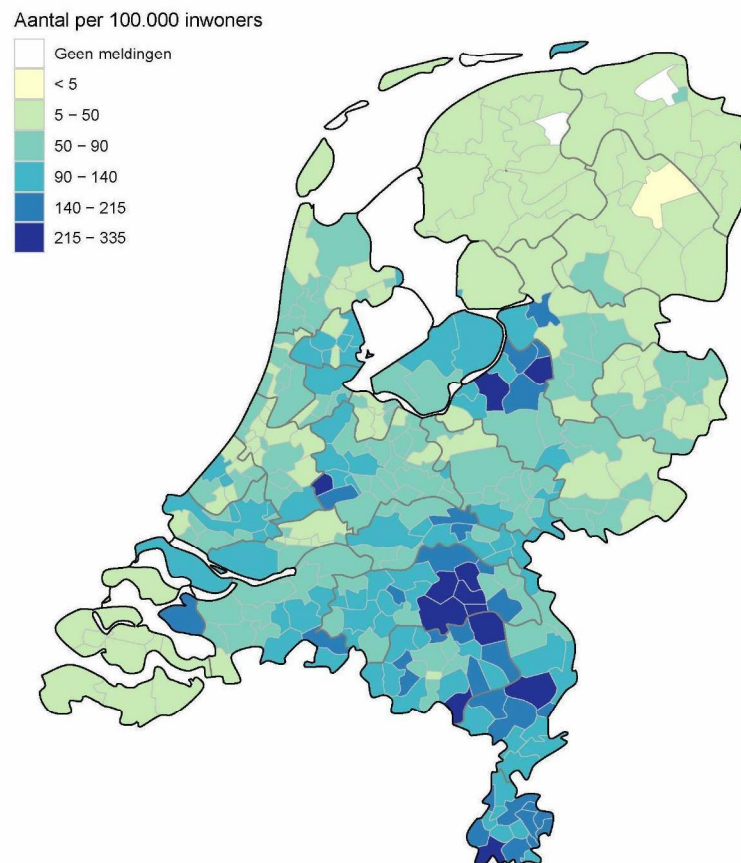 Aantal per 100.000 inwoners
Geen meldingen
< 5
5 – 50
50 – 90
90 – 140
140 – 215
215 – 335